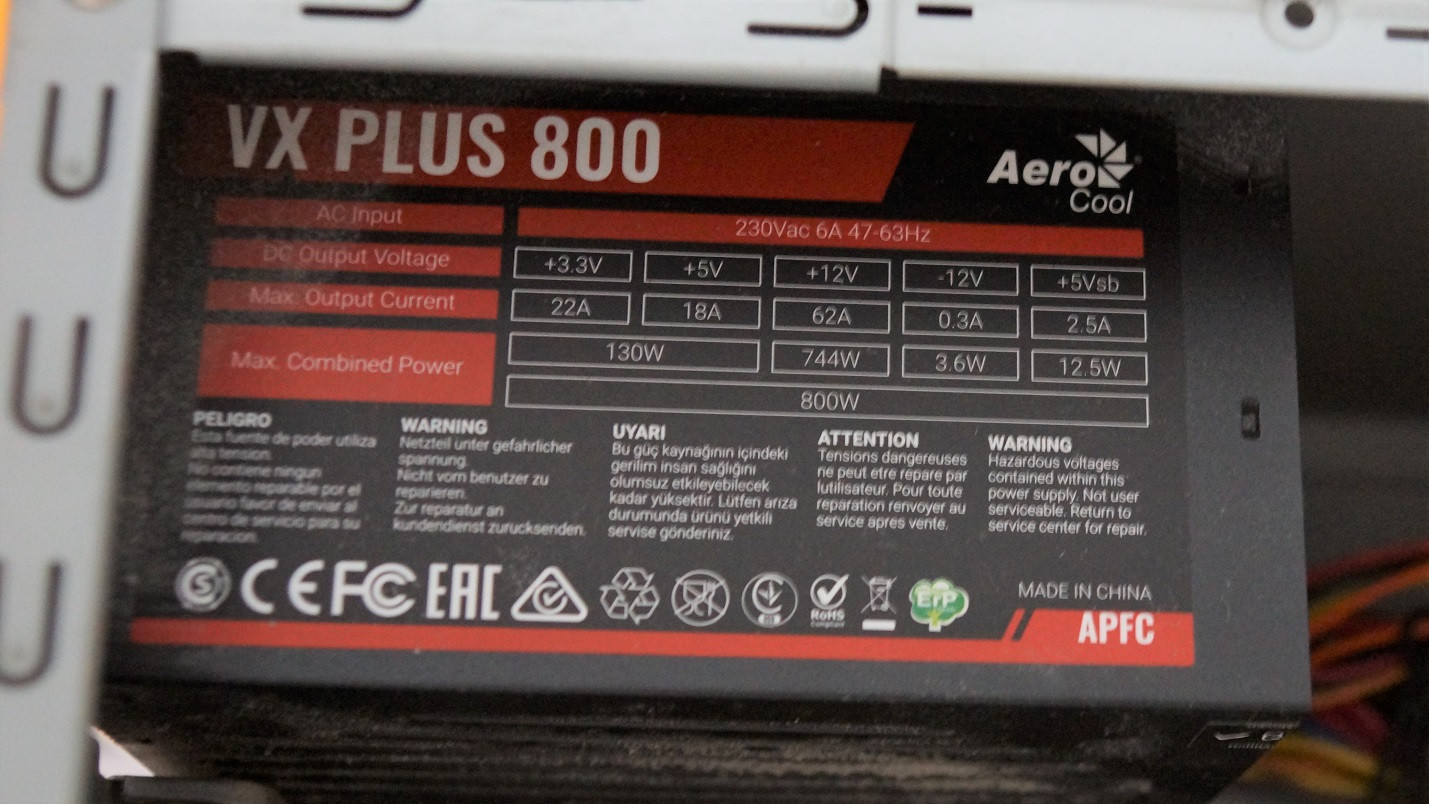 VX PLUS 800
Aero
Cool
AC Input 230Vac 6A 47-63Hz
DC Output Voltage +3.3V +5V +12V -12V +5Vsb
Max. Output Current 22A 18A 62A 0.3A 2.5A
Max. Combined Power 130W 744W 3.6W 12.5W
800W
PELIGRO
Esta fuente de poder utiliza
alta tension.
No contiene ningun
elemento reparable por el
usuario favor de enviar al
centro de servicio para su
reparacion.
WARNING
Netzteil unter gefahrlicher
spannung.
Nicht vom benutzer zu
reparieren.
Zur reparatur an
kundendienst zurucksenden.
UYARI
Bu güç kaynağının içindeki
gerilim insan sağlığını
olumsuz etkileyebilecek
kadar yüksektir. Lütfen arıza
durumunda ürünü yetkili
servise gönderiniz.
ATTENTION
Tensions dangereuses
ne peut etre repare par
lutilisateur. Pour toute
reparation renvoyer au
service apres vente.
WARNING
Hazardous voltages
contained within this
power supply. Not user
serviceable. Return to
service center for repair.
S CE FC EAC
RoHS
Compliant
ErP
MADE IN CHINA
APFC